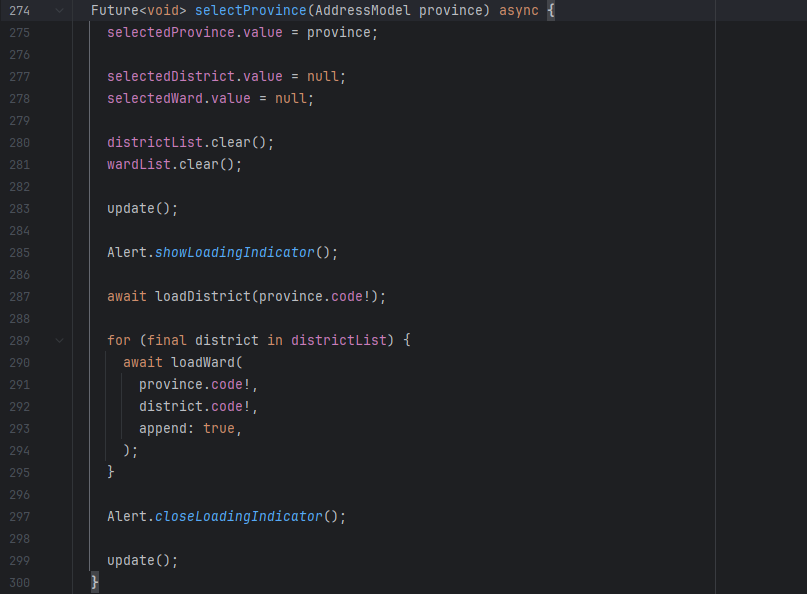 274 Future<void> selectProvince(AddressModel province) async {
275 selectedProvince.value = province;
276
277 selectedDistrict.value = null;
278 selectedWard.value = null;
279
280 districtList.clear();
281 wardList.clear();
282
283 update();
284
285 Alert.showLoadingIndicator();
286
287 await loadDistrict(province.code!);
288
289 for (final district in districtList) {
290 await loadWard(
291 province.code!,
292 district.code!,
293 append: true,
294 );
295 }
296
297 Alert.closeLoadingIndicator();
298
299 update();
300 }